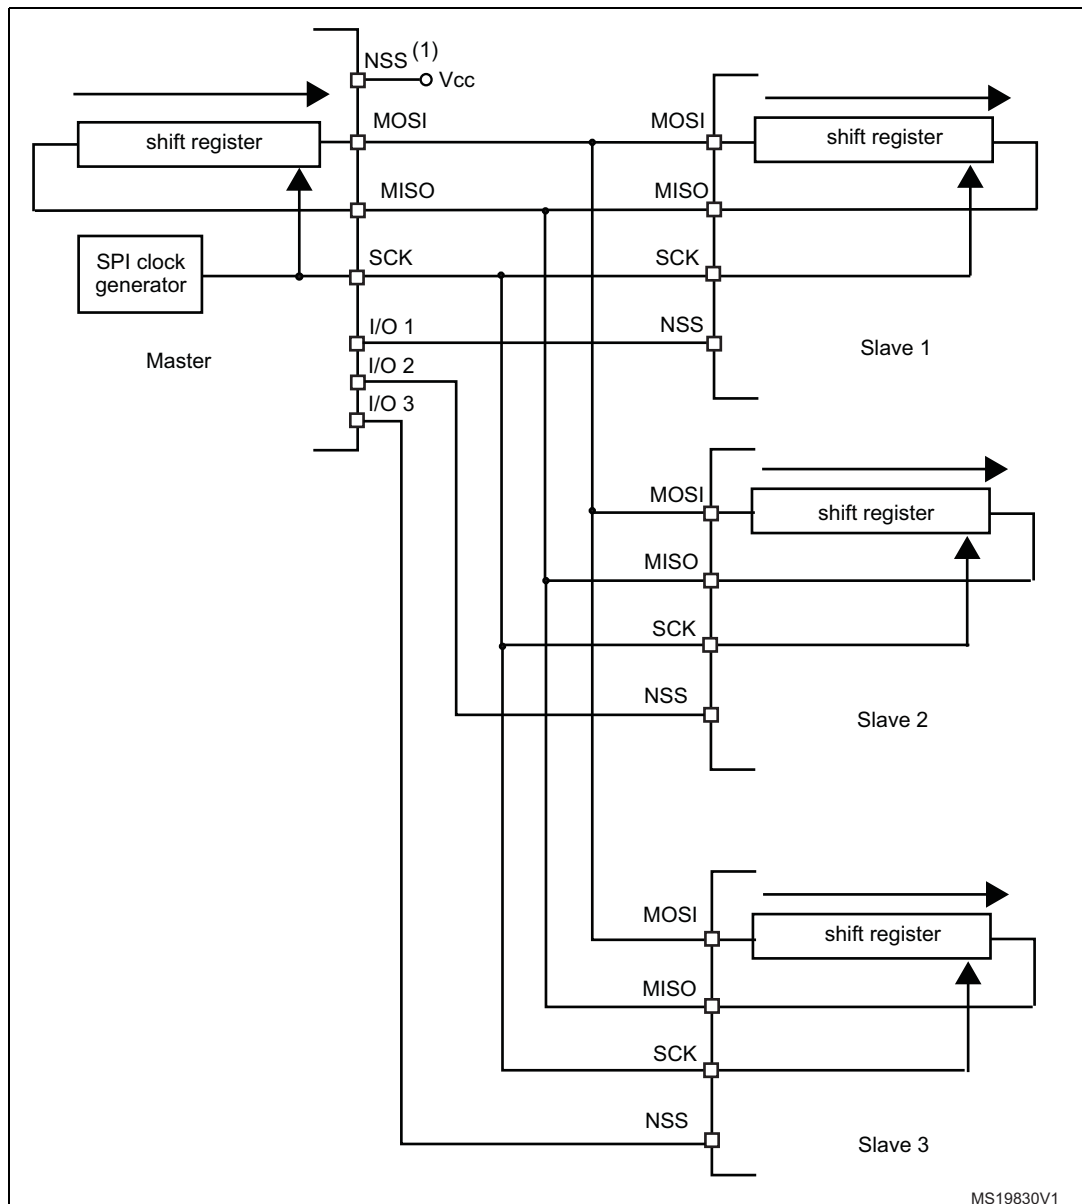 NSS (1)
Vcc
MOSI
shift register
MISO
SPI clock
generator
SCK
I/O 1
I/O 2
I/O 3
Master
MOSI
shift register
MISO
SCK
NSS
Slave 1
MOSI
shift register
MISO
SCK
NSS
Slave 2
MOSI
shift register
MISO
SCK
NSS
Slave 3
MS19830V1